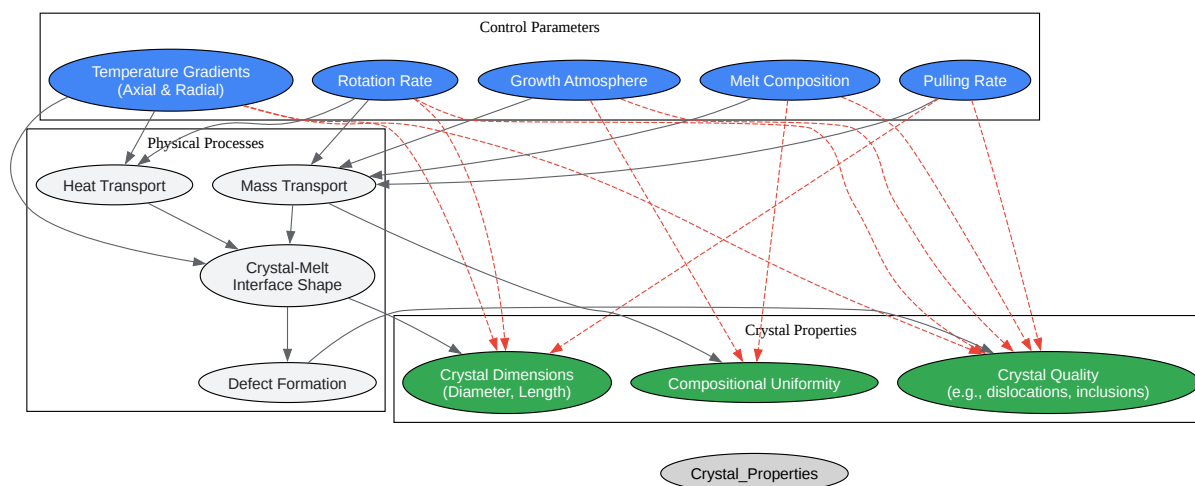 Control Parameters
Temperature Gradients
(Axial & Radial)
Rotation Rate
Growth Atmosphere
Melt Composition
Pulling Rate
Physical Processes
Heat Transport
Mass Transport
Crystal-Melt
Interface Shape
Defect Formation
Crystal Properties
Crystal Dimensions
(Diameter, Length)
Compositional Uniformity
Crystal Quality
(e.g., dislocations, inclusions)
Crystal_Properties